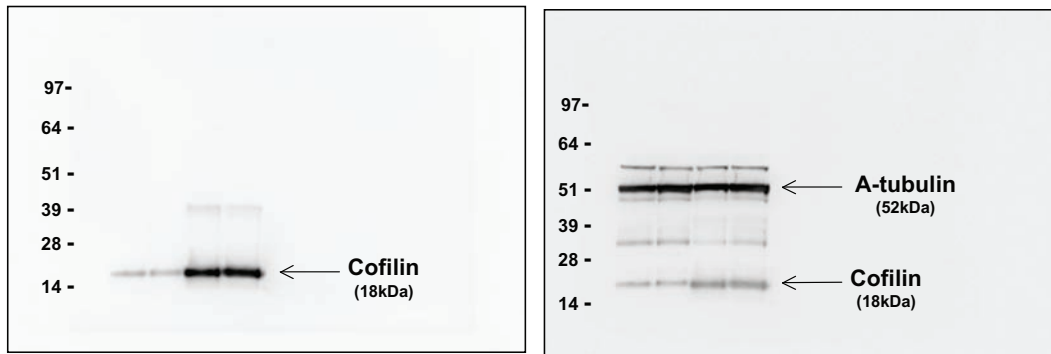 97-
64 -
51 -
39 -
28 -
14 -
Cofilin
(18kDa)
97-
64 -
51 -
39 -
28 -
14 -
A-tubulin
(52kDa)
Cofilin
(18kDa)